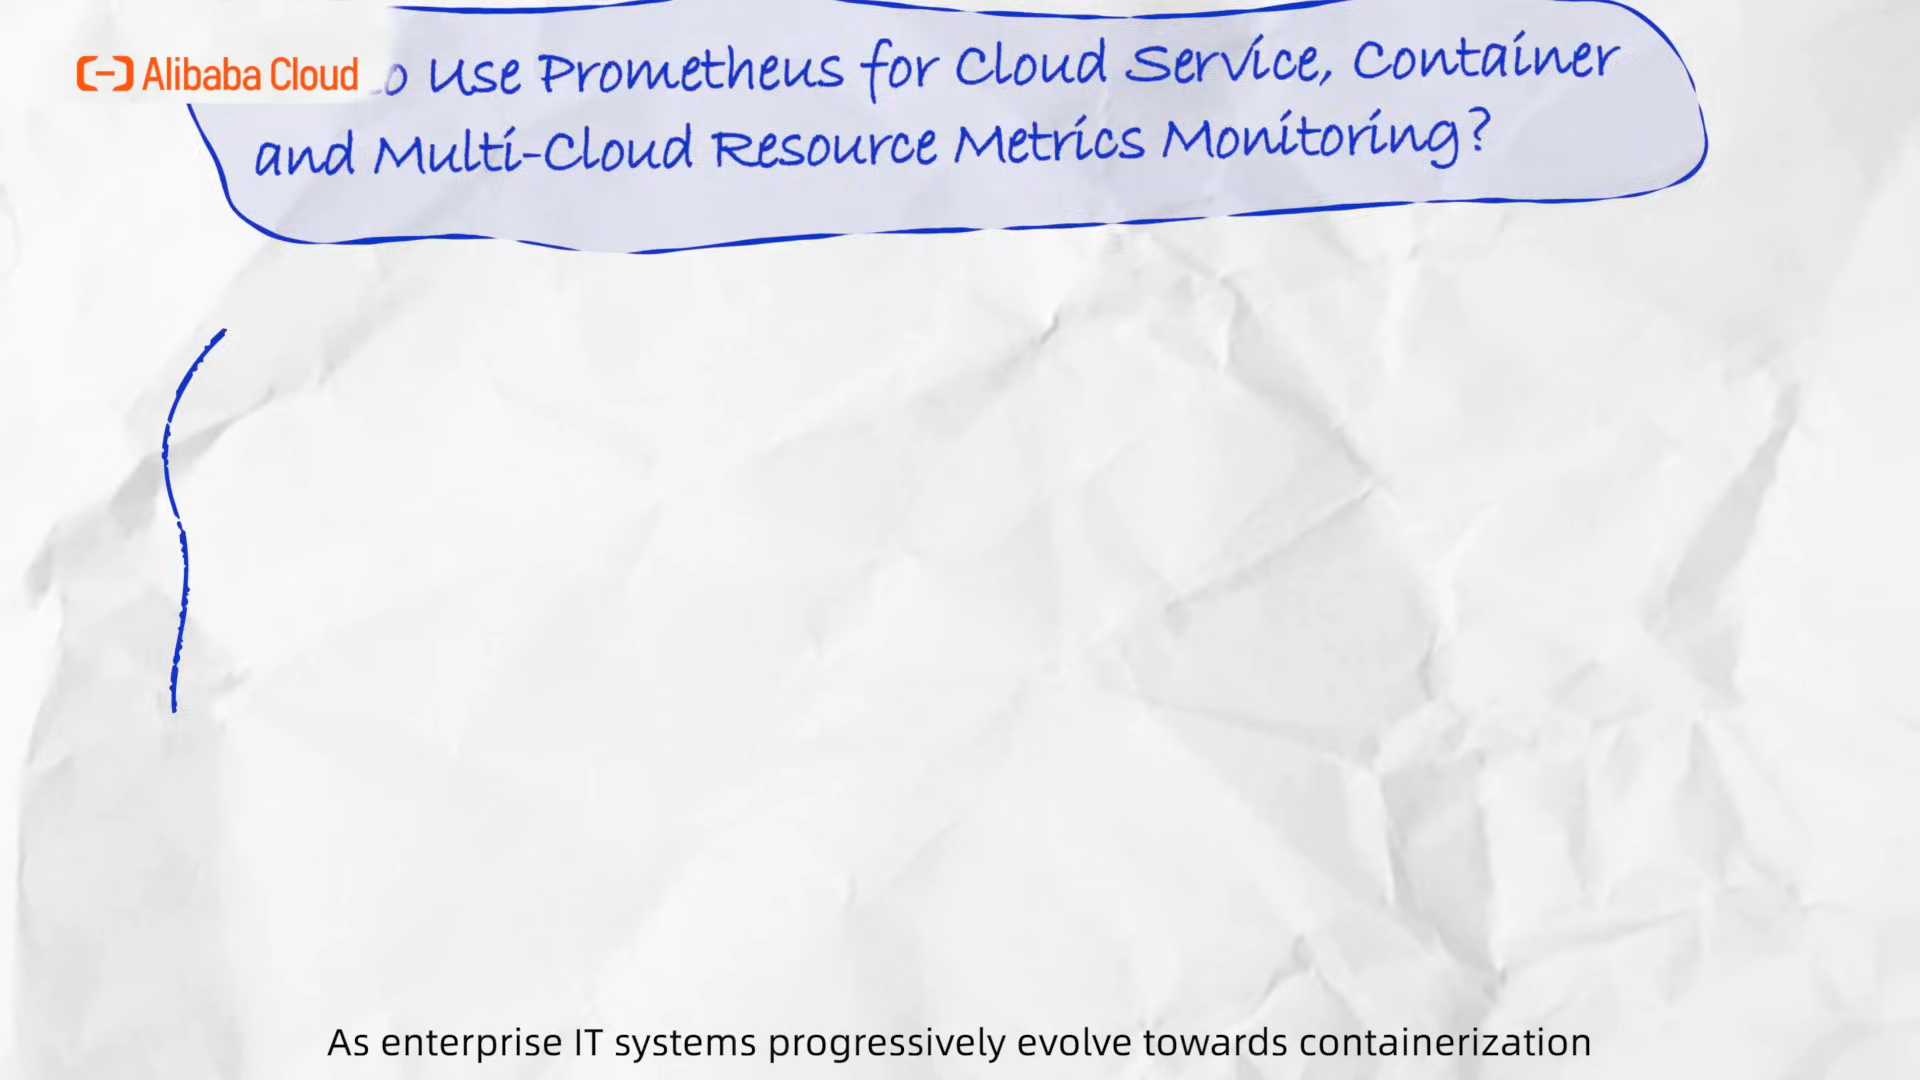 Alibaba Cloud
Use Prometheus for Cloud Service, Container
and Multi-Cloud Resource Metrics Monitoring?
As enterprise IT systems progressively evolve towards containerization